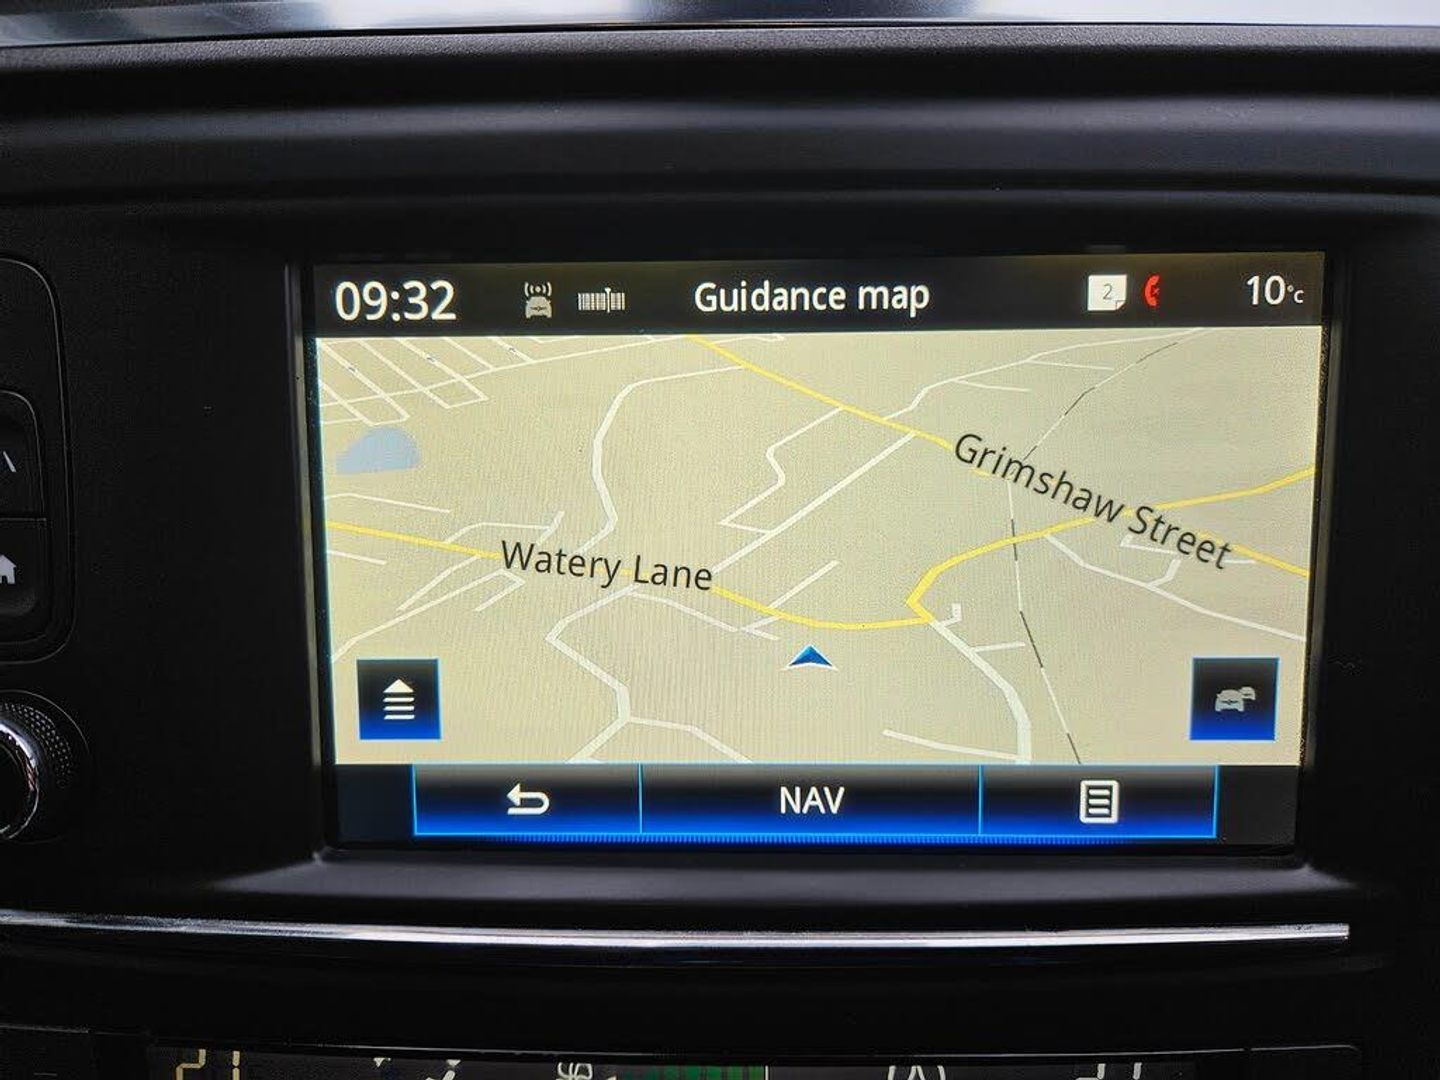 09:32 Guidance map 2 10°C
Grimshaw Street
Watery Lane
NAV